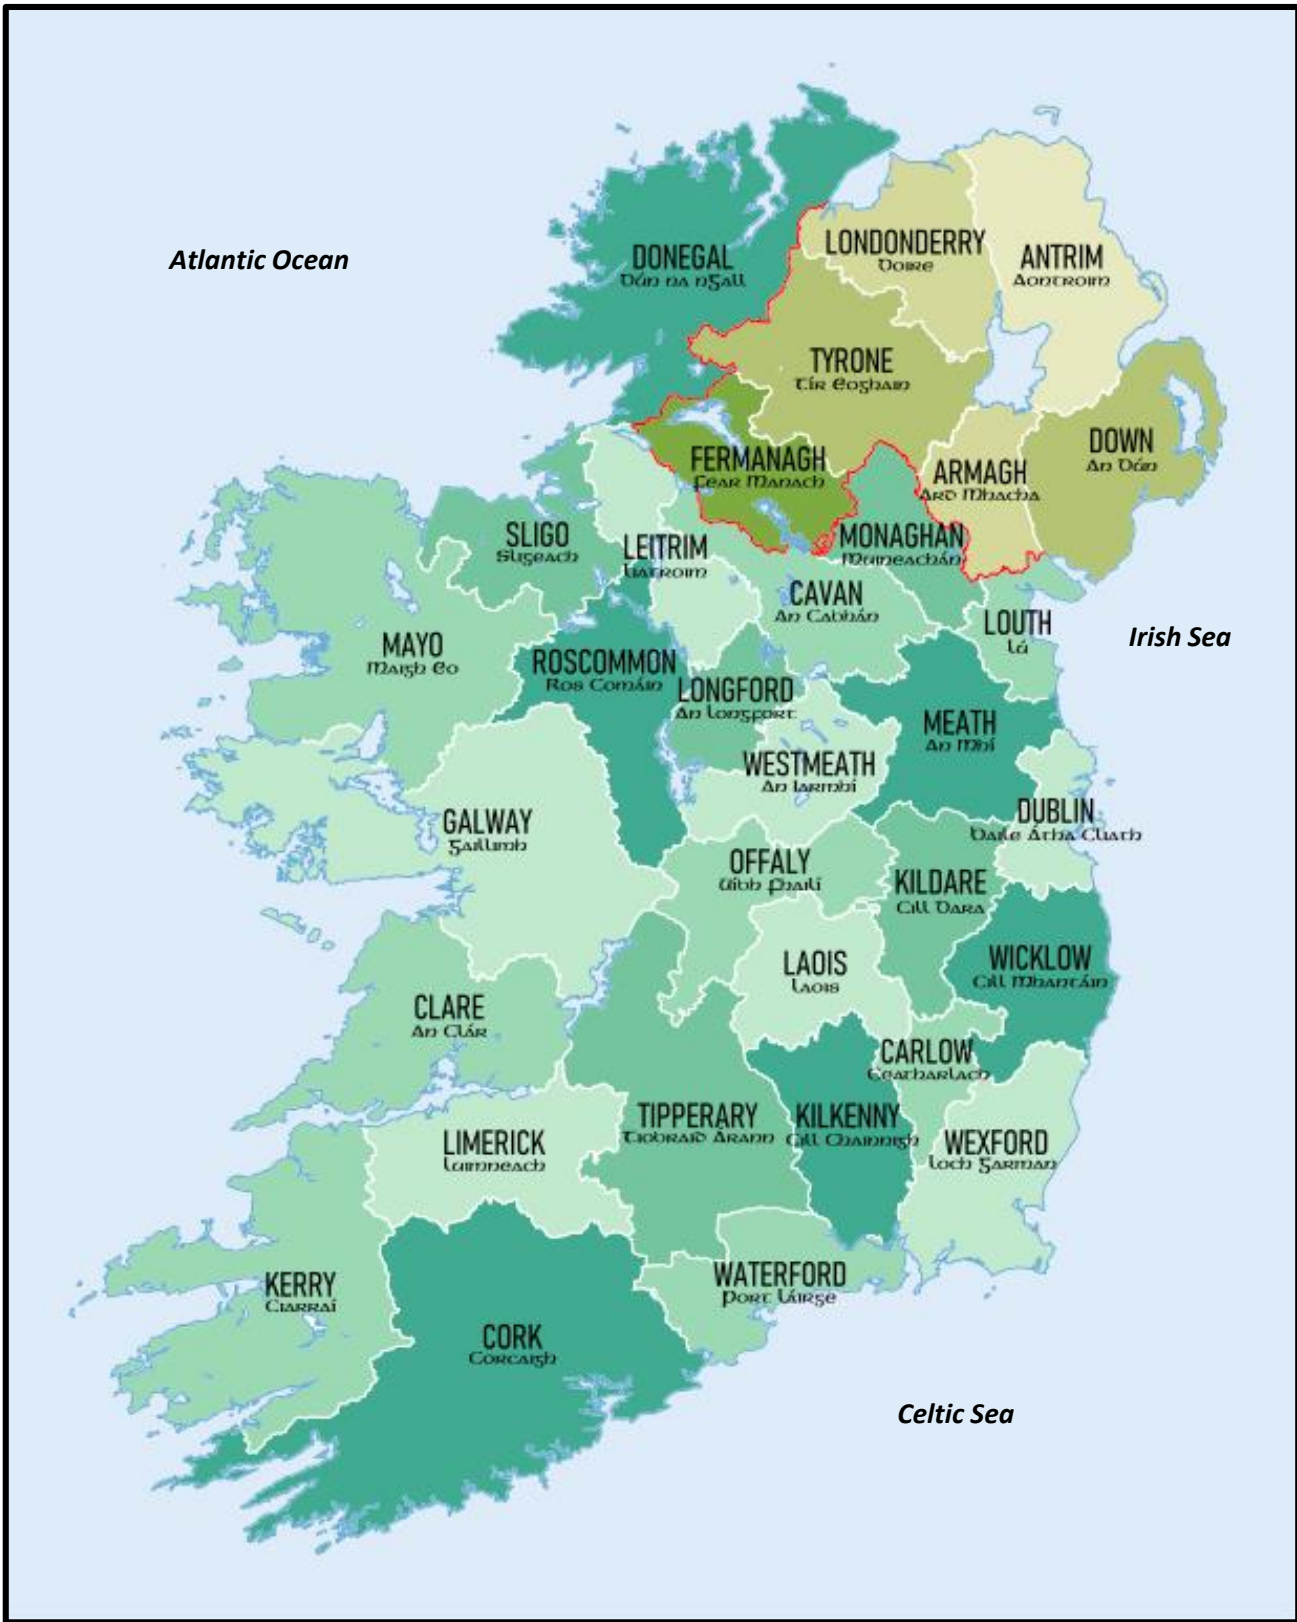 Atlantic Ocean
DONEGAL
Dún na nGall
LONDONDERRY
Doire
ANTRIM
Aontroim
TYRONE
Tír Eoghain
FERMANAGH
Fear Manach
ARMAGH
Ard Mhacha
DOWN
An Dún
SLIGO
Sligeach
LEITRIM
Liatroim
MONAGHAN
Muineachán
CAVAN
An Cabhán
LOUTH
Lú
Irish Sea
MAYO
Maigh Eo
ROSCOMMON
Ros Comáin
LONGFORD
An Longfort
MEATH
An Mhí
WESTMEATH
An Iarmhí
GALWAY
Gaillimh
DUBLIN
Baile Átha Cliath
OFFALY
Uíbh Fhailí
KILDARE
Cill Dara
LAOIS
Laois
WICKLOW
Cill Mhantáin
CLARE
An Clár
CARLOW
Ceatharlach
LIMERICK
Luimneach
TIPPERARY
Tiobraid Árann
KILKENNY
Cill Chainnigh
WEXFORD
Loch Garman
KERRY
Ciarraí
WATERFORD
Port Láirge
CORK
Corcaigh
Celtic Sea